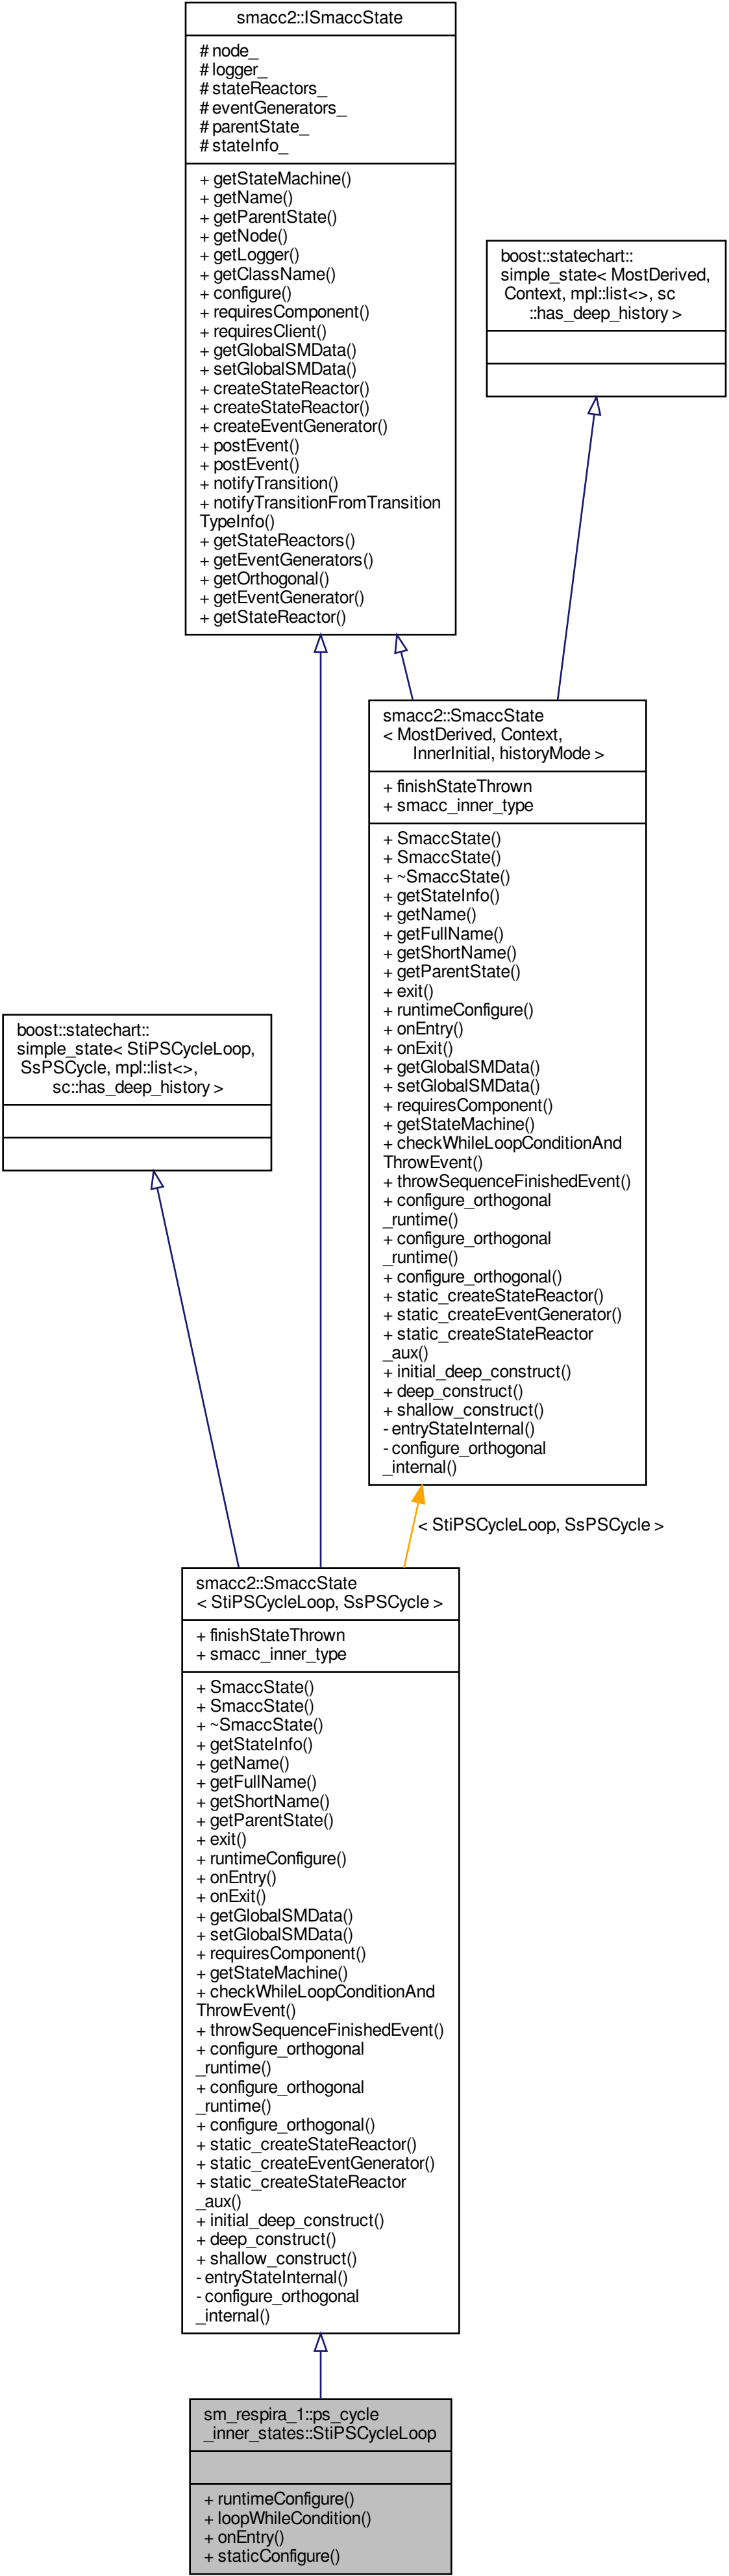 smacc2::ISmaccState
# node_
# logger_
# stateReactors_
# eventGenerators_
# parentState_
# stateInfo_
+ getStateMachine()
+ getName()
+ getParentState()
+ getNode()
+ getLogger()
+ getClassName()
+ configure()
+ requiresComponent()
+ requiresClient()
+ getGlobalSMData()
+ setGlobalSMData()
+ createStateReactor()
+ createStateReactor()
+ createEventGenerator()
+ postEvent()
+ postEvent()
+ notifyTransition()
+ notifyTransitionFromTransition
TypeInfo()
+ getStateReactors()
+ getEventGenerators()
+ getOrthogonal()
+ getEventGenerator()
+ getStateReactor()
boost::statechart::
simple_state< MostDerived,
Context, mpl::list<>, sc
::has_deep_history >
smacc2::SmaccState
< MostDerived, Context,
InnerInitial, historyMode >
+ finishStateThrown
+ smacc_inner_type
+ SmaccState()
+ SmaccState()
+ ~SmaccState()
+ getStateInfo()
+ getName()
+ getFullName()
+ getShortName()
+ getParentState()
+ exit()
+ runtimeConfigure()
+ onEntry()
+ onExit()
+ getGlobalSMData()
+ setGlobalSMData()
+ requiresComponent()
+ getStateMachine()
+ checkWhileLoopConditionAnd
ThrowEvent()
+ throwSequenceFinishedEvent()
+ configure_orthogonal
_runtime()
+ configure_orthogonal
_runtime()
+ configure_orthogonal()
+ static_createStateReactor()
+ static_createEventGenerator()
+ static_createStateReactor
_aux()
+ initial_deep_construct()
+ deep_construct()
+ shallow_construct()
- entryStateInternal()
- configure_orthogonal
_internal()
boost::statechart::
simple_state< StiPSCycleLoop,
SsPSCycle, mpl::list<>,
sc::has_deep_history >
< StiPSCycleLoop, SsPSCycle >
smacc2::SmaccState
< StiPSCycleLoop, SsPSCycle >
+ finishStateThrown
+ smacc_inner_type
+ SmaccState()
+ SmaccState()
+ ~SmaccState()
+ getStateInfo()
+ getName()
+ getFullName()
+ getShortName()
+ getParentState()
+ exit()
+ runtimeConfigure()
+ onEntry()
+ onExit()
+ getGlobalSMData()
+ setGlobalSMData()
+ requiresComponent()
+ getStateMachine()
+ checkWhileLoopConditionAnd
ThrowEvent()
+ throwSequenceFinishedEvent()
+ configure_orthogonal
_runtime()
+ configure_orthogonal
_runtime()
+ configure_orthogonal()
+ static_createStateReactor()
+ static_createEventGenerator()
+ static_createStateReactor
_aux()
+ initial_deep_construct()
+ deep_construct()
+ shallow_construct()
- entryStateInternal()
- configure_orthogonal
_internal()
sm_respira_1::ps_cycle
_inner_states::StiPSCycleLoop
+ runtimeConfigure()
+ loopWhileCondition()
+ onEntry()
+ staticConfigure()